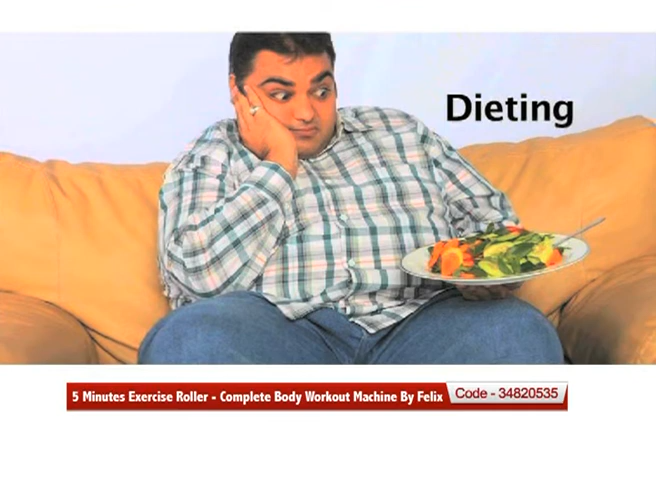 Dieting
5 Minutes Exercise Roller - Complete Body Workout Machine By Felix Code - 34820535